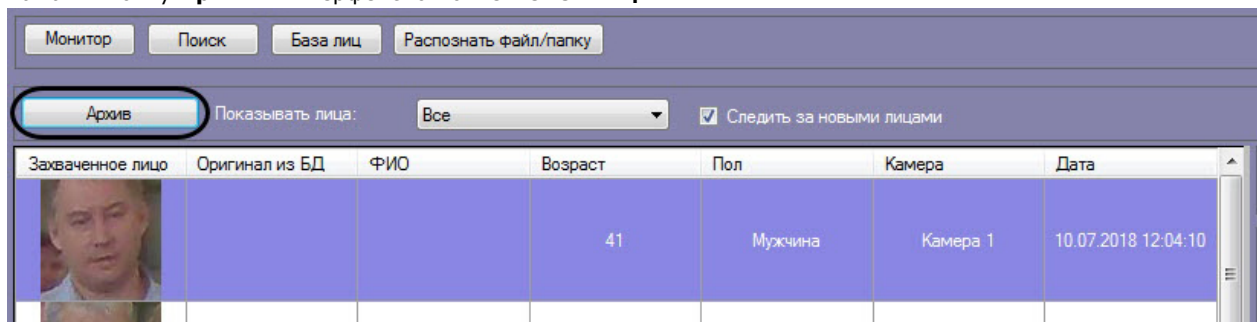 Монитор Поиск База лиц Распознать файл/папку
Архив Показывать лица: Все Следить за новыми лицами
Захваченное лицо Оригинал из БД ФИО Возраст Пол Камера Дата
41 Мужчина Камера 1 10.07.2018 12:04:10